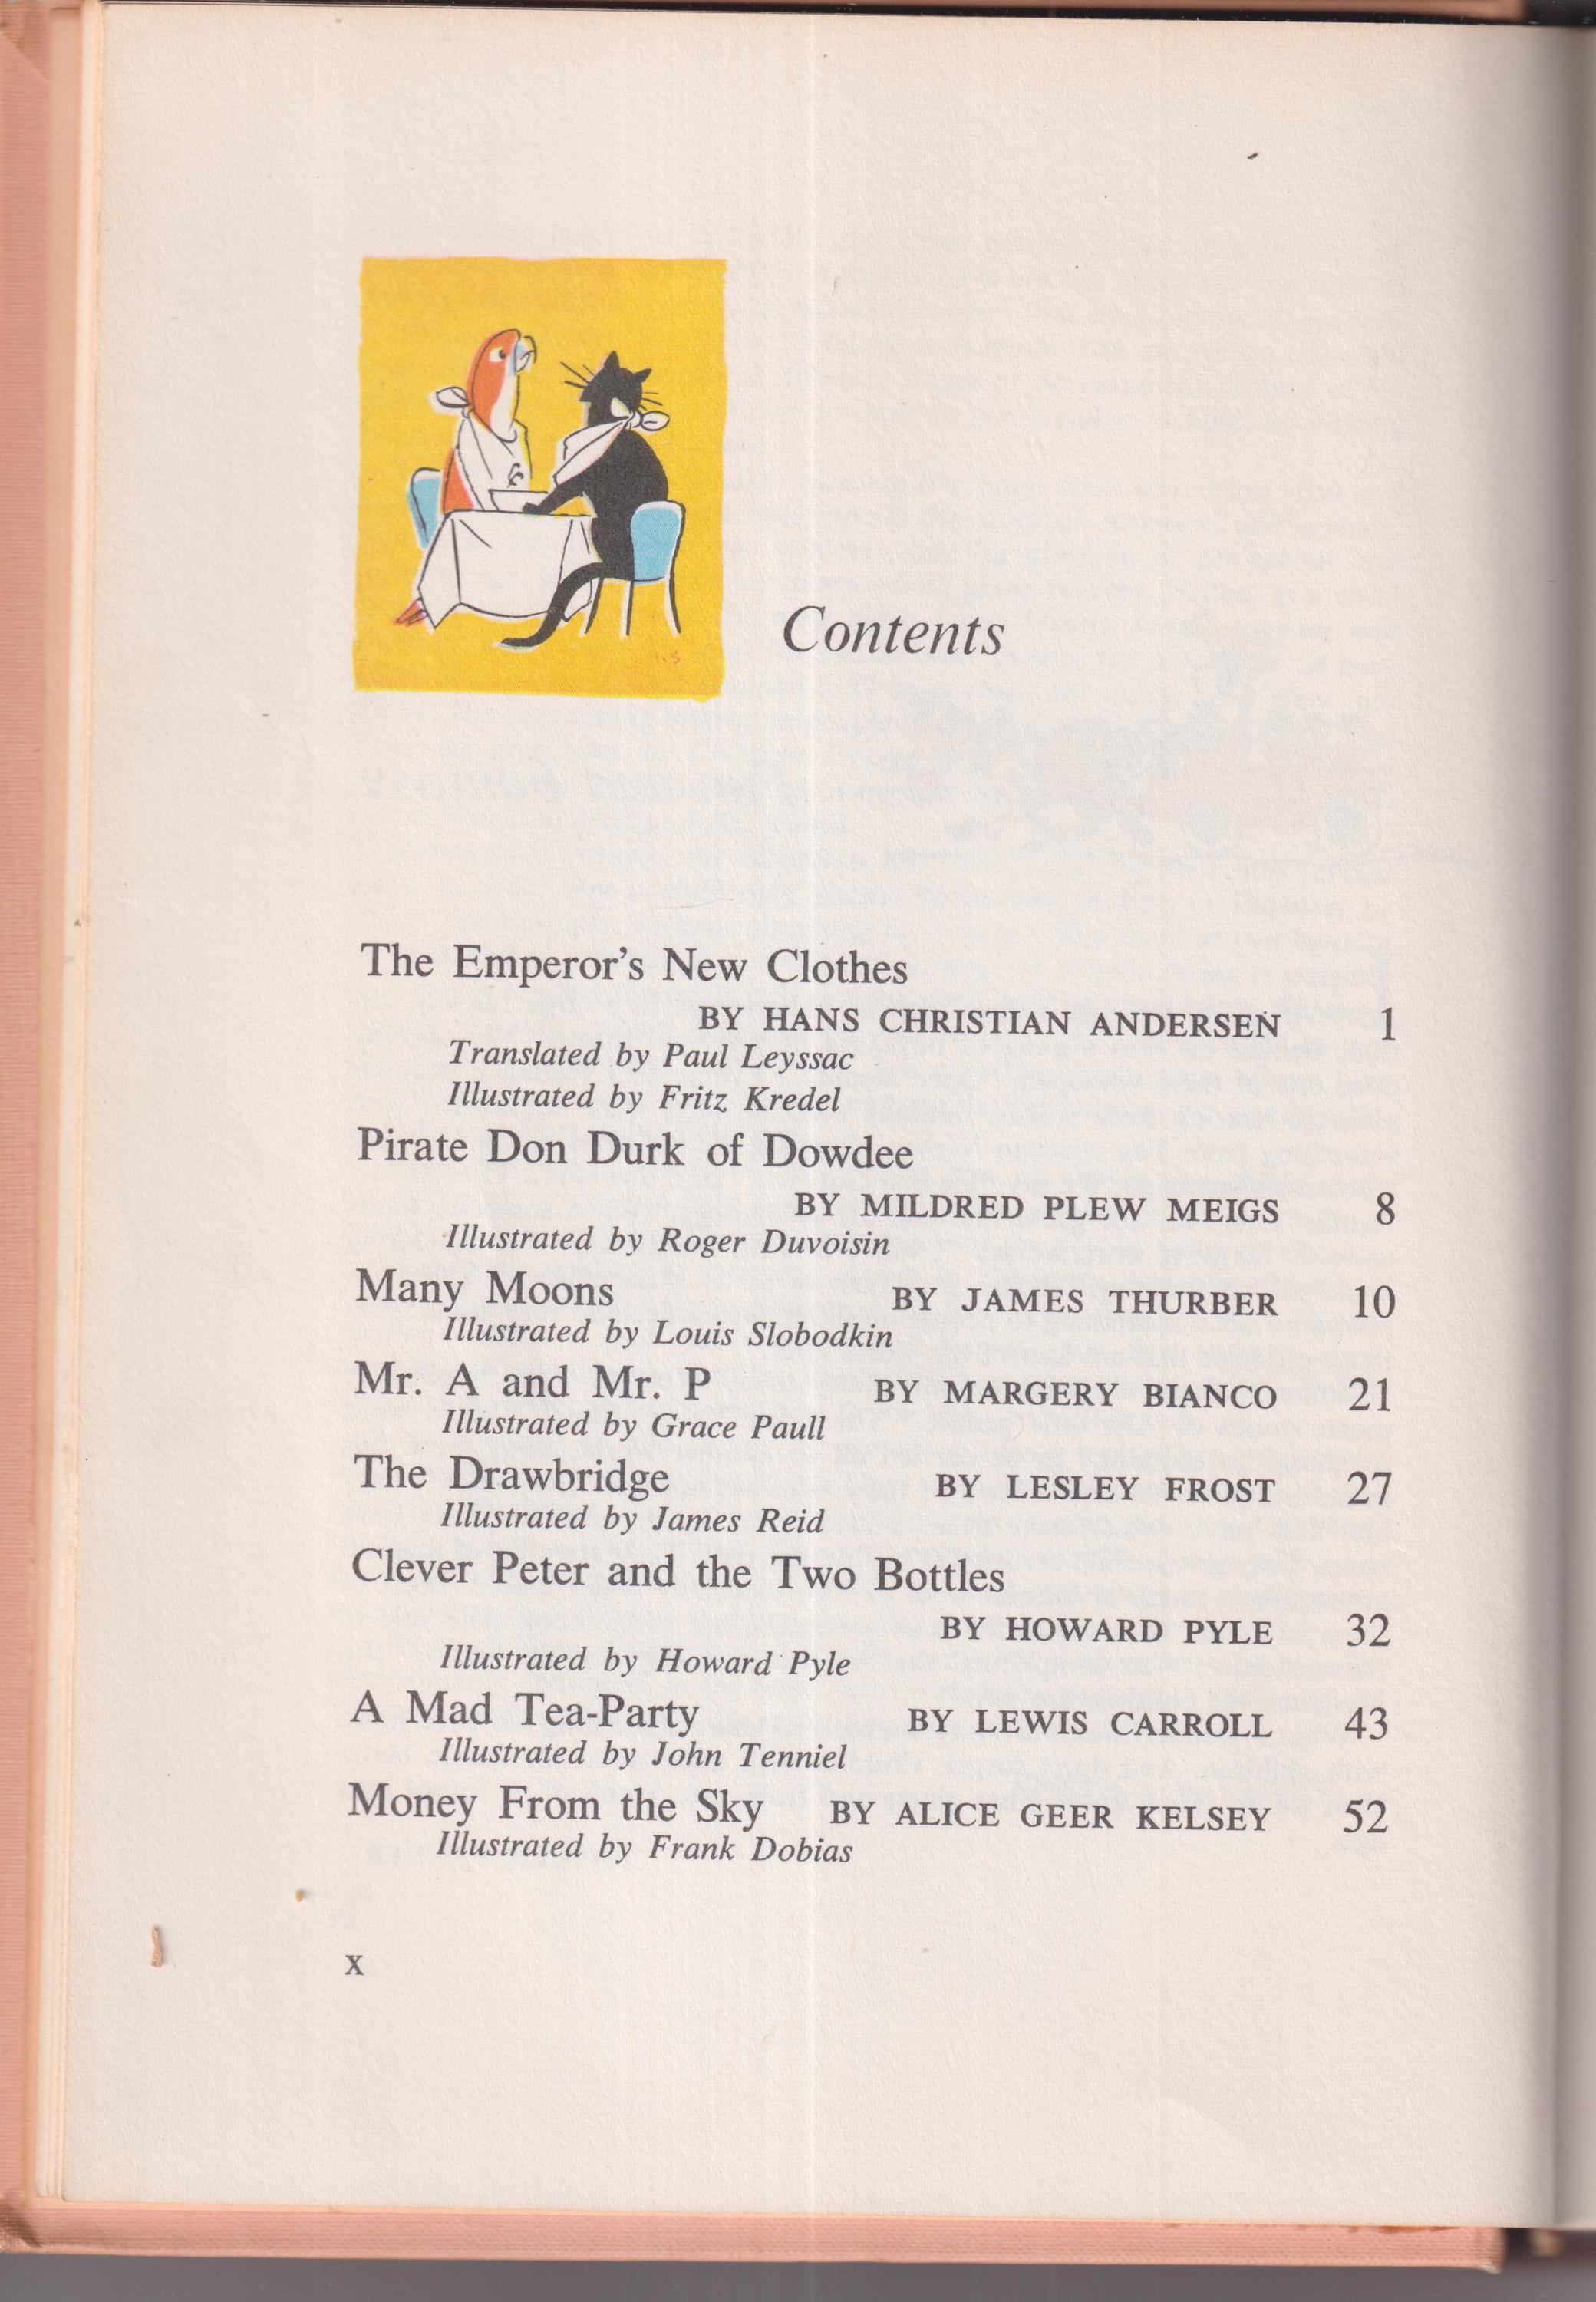 Contents
The Emperor's New Clothes
BY HANS CHRISTIAN ANDERSEN 1
Translated by Paul Leyssac
Illustrated by Fritz Kredel
Pirate Don Durk of Dowdee
BY MILDRED PLEW MEIGS 8
Illustrated by Roger Duvoisin
Many Moons BY JAMES THURBER 10
Illustrated by Louis Slobodkin
Mr. A and Mr. P BY MARGERY BIANCO 21
Illustrated by Grace Paull
The Drawbridge BY LESLEY FROST 27
Illustrated by James Reid
Clever Peter and the Two Bottles
BY HOWARD PYLE 32
Illustrated by Howard Pyle
A Mad Tea-Party BY LEWIS CARROLL 43
Illustrated by John Tenniel
Money From the Sky BY ALICE GEER KELSEY 52
Illustrated by Frank Dobias
x